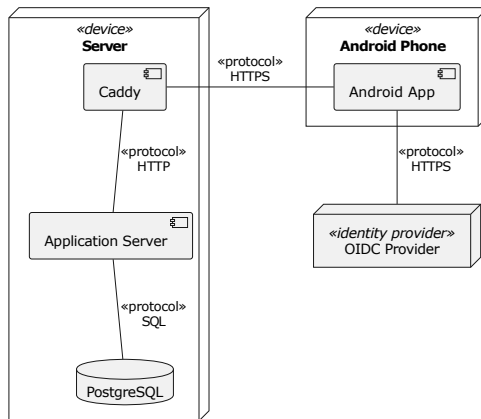 «device»
Server
Caddy
«protocol»
HTTPS
«device»
Android Phone
Android App
«protocol»
HTTP
«protocol»
HTTPS
Application Server
«identity provider»
OIDC Provider
«protocol»
SQL
PostgreSQL